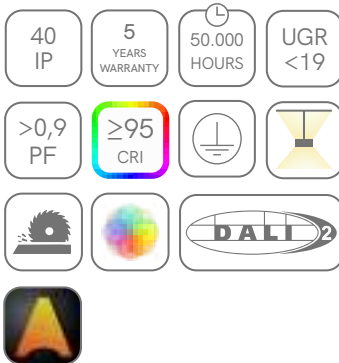 40
IP
5
YEARS
WARRANTY
50.000
HOURS
UGR
<19
>0,9
PF
≥95
CRI
DALI 2